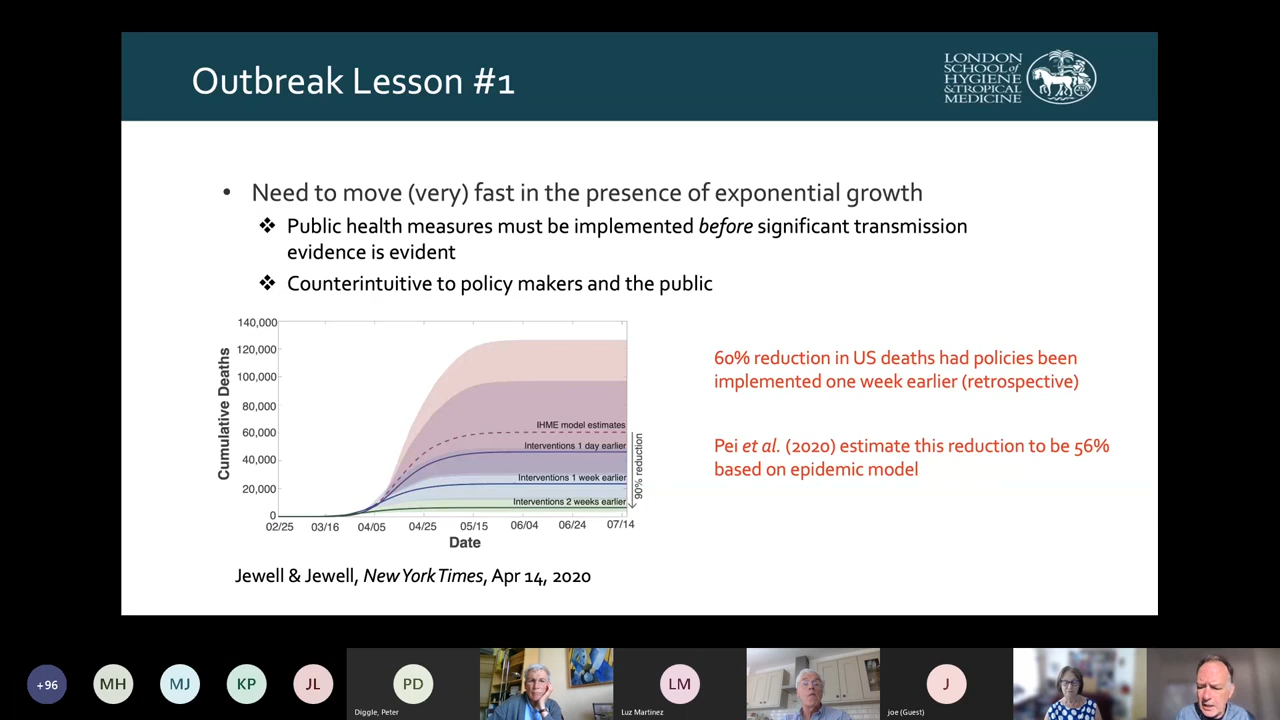 Outbreak Lesson #1
LONDON
SCHOOL of
HYGIENE
& TROPICAL
MEDICINE
• Need to move (very) fast in the presence of exponential growth
❖ Public health measures must be implemented before significant transmission
evidence is evident
❖ Counterintuitive to policy makers and the public
140,000
120,000
100,000
80,000
60,000
40,000
20,000
0
Cumulative Deaths
IHME model estimates
Interventions 1 day earlier
Interventions 1 week earlier
Interventions 2 weeks earlier
90% reduction
02/25 03/16 04/05 04/25 05/15 06/04 06/24 07/14
Date
60% reduction in US deaths had policies been
implemented one week earlier (retrospective)
Pei et al. (2020) estimate this reduction to be 56%
based on epidemic model
Jewell & Jewell, New York Times, Apr 14, 2020
+96
MH
MJ
KP
JL
PD
Diggle, Peter
LM
Luz Martinez
J
joe (Guest)